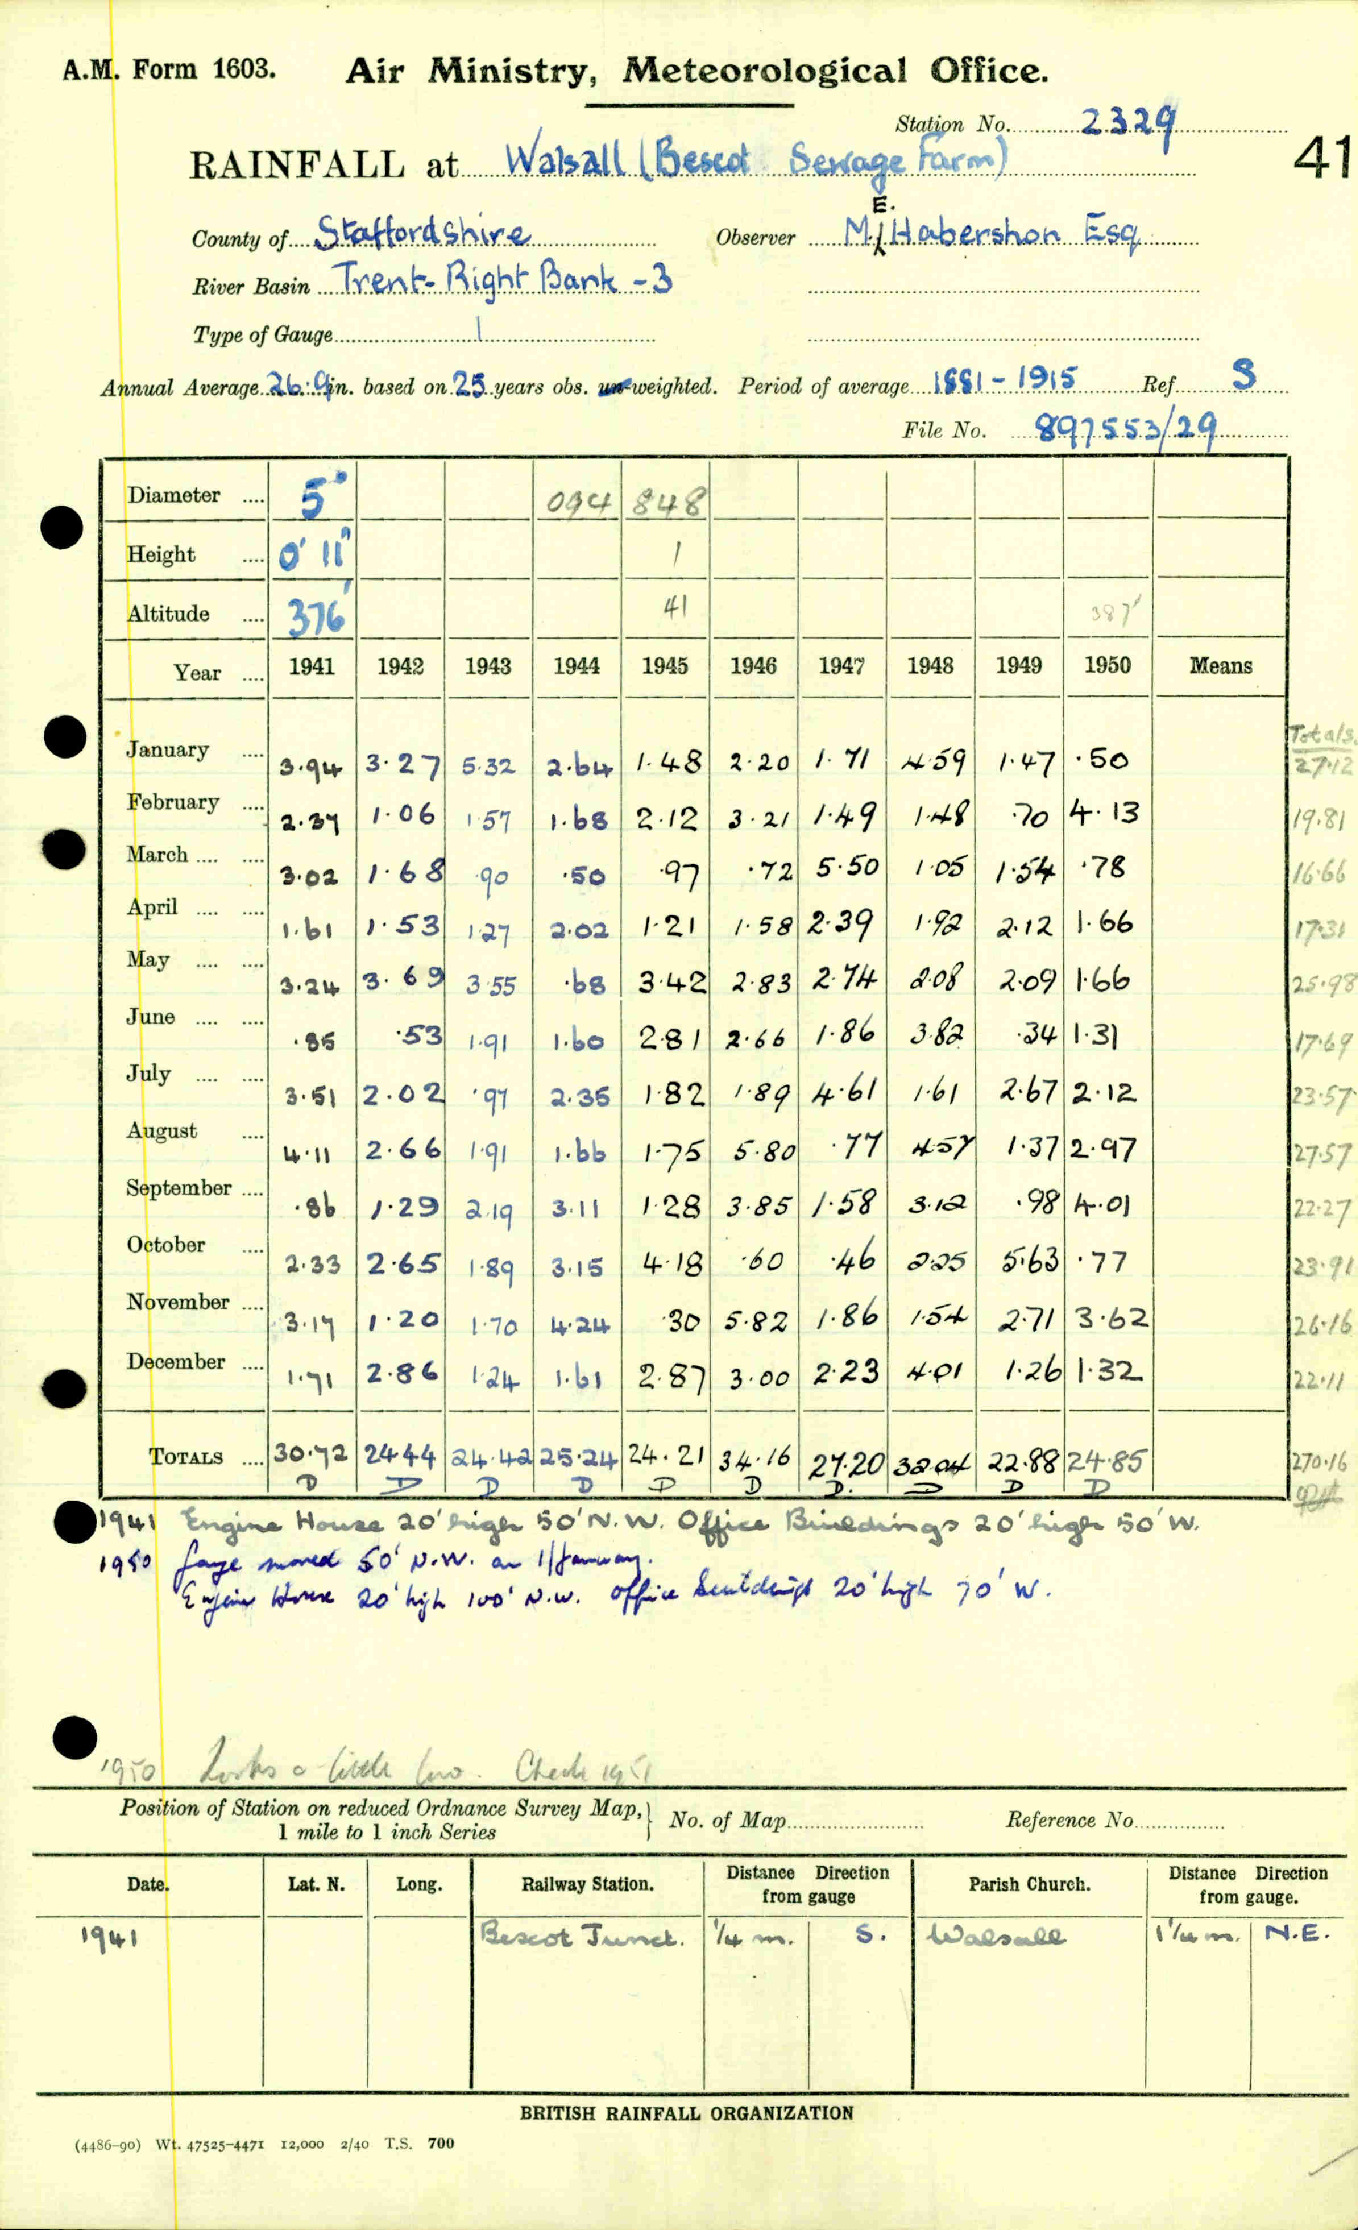 A.M. Form 1603. Air Ministry, Meteorological Office.
Station No. 2329
41
RAINFALL at Walsall (Bescot Sewage Farm)
County of Staffordshire Observer M. E. Habershon Esq
River Basin Trent - Right Bank - 3
Type of Gauge 1
Annual Average 26.9 in. based on 25 years obs. un-weighted. Period of average 1881 - 1915 Ref. S
File No. 897553/29
Diameter .... 5" 094 848
Height .... 0' 11" 1
Altitude .... 376' 41 387'
Year .... 1941 1942 1943 1944 1945 1946 1947 1948 1949 1950 Means
Totals.
January .... 3.94 3.27 5.32 2.64 1.48 2.20 1.71 4.59 1.47 .50 27.12
February .... 2.37 1.06 1.57 1.68 2.12 3.21 1.49 1.48 .70 4.13 19.81
March .... .... 3.02 1.68 .90 .50 .97 .72 5.50 1.05 1.54 .78 16.66
April .... .... 1.61 1.53 1.27 2.02 1.21 1.58 2.39 1.92 2.12 1.66 17.31
May .... .... 3.24 3.69 3.55 .68 3.42 2.83 2.74 2.08 2.09 1.66 25.98
June .... .... .85 .53 1.91 1.60 2.81 2.66 1.86 3.82 .34 1.31 17.69
July .... .... 3.51 2.02 .97 2.35 1.82 1.89 4.61 1.61 2.67 2.12 23.57
August .... 4.11 2.66 1.91 1.66 1.75 5.80 .77 4.57 1.37 2.97 27.57
September .... .86 1.29 2.19 3.11 1.28 3.85 1.58 3.12 .98 4.01 22.27
October .... 2.33 2.65 1.89 3.15 4.18 .60 .46 2.25 5.63 .77 23.91
November .... 3.17 1.20 1.70 4.24 .30 5.82 1.86 1.54 2.71 3.62 26.16
December .... 1.71 2.86 1.24 1.61 2.87 3.00 2.23 4.01 1.26 1.32 22.11
TOTALS .... 30.72 24.44 24.42 25.24 24.21 34.16 27.20 32.04 22.88 24.85 270.16
D D D D D D D. D D D
1941 Engine House 20' high 50' N.W. Office Buildings 20' high 50' W.
1950 Gauge moved 50' N.W. on 1/January.
Engine House 20' high 100' N.W. office buildings 20' high 70' W.
1950 Looks a little low. Check 1951
Position of Station on reduced Ordnance Survey Map, } No. of Map Reference No.
1 mile to 1 inch Series
Date. Lat. N. Long. Railway Station. Distance Direction from gauge Parish Church. Distance Direction from gauge.
1941 Bescot Junct. 1/4 m. S. Walsall 1 1/4 m. N.E.
BRITISH RAINFALL ORGANIZATION
(4486-90) Wt. 47525-4471 12,000 2/40 T.S. 700